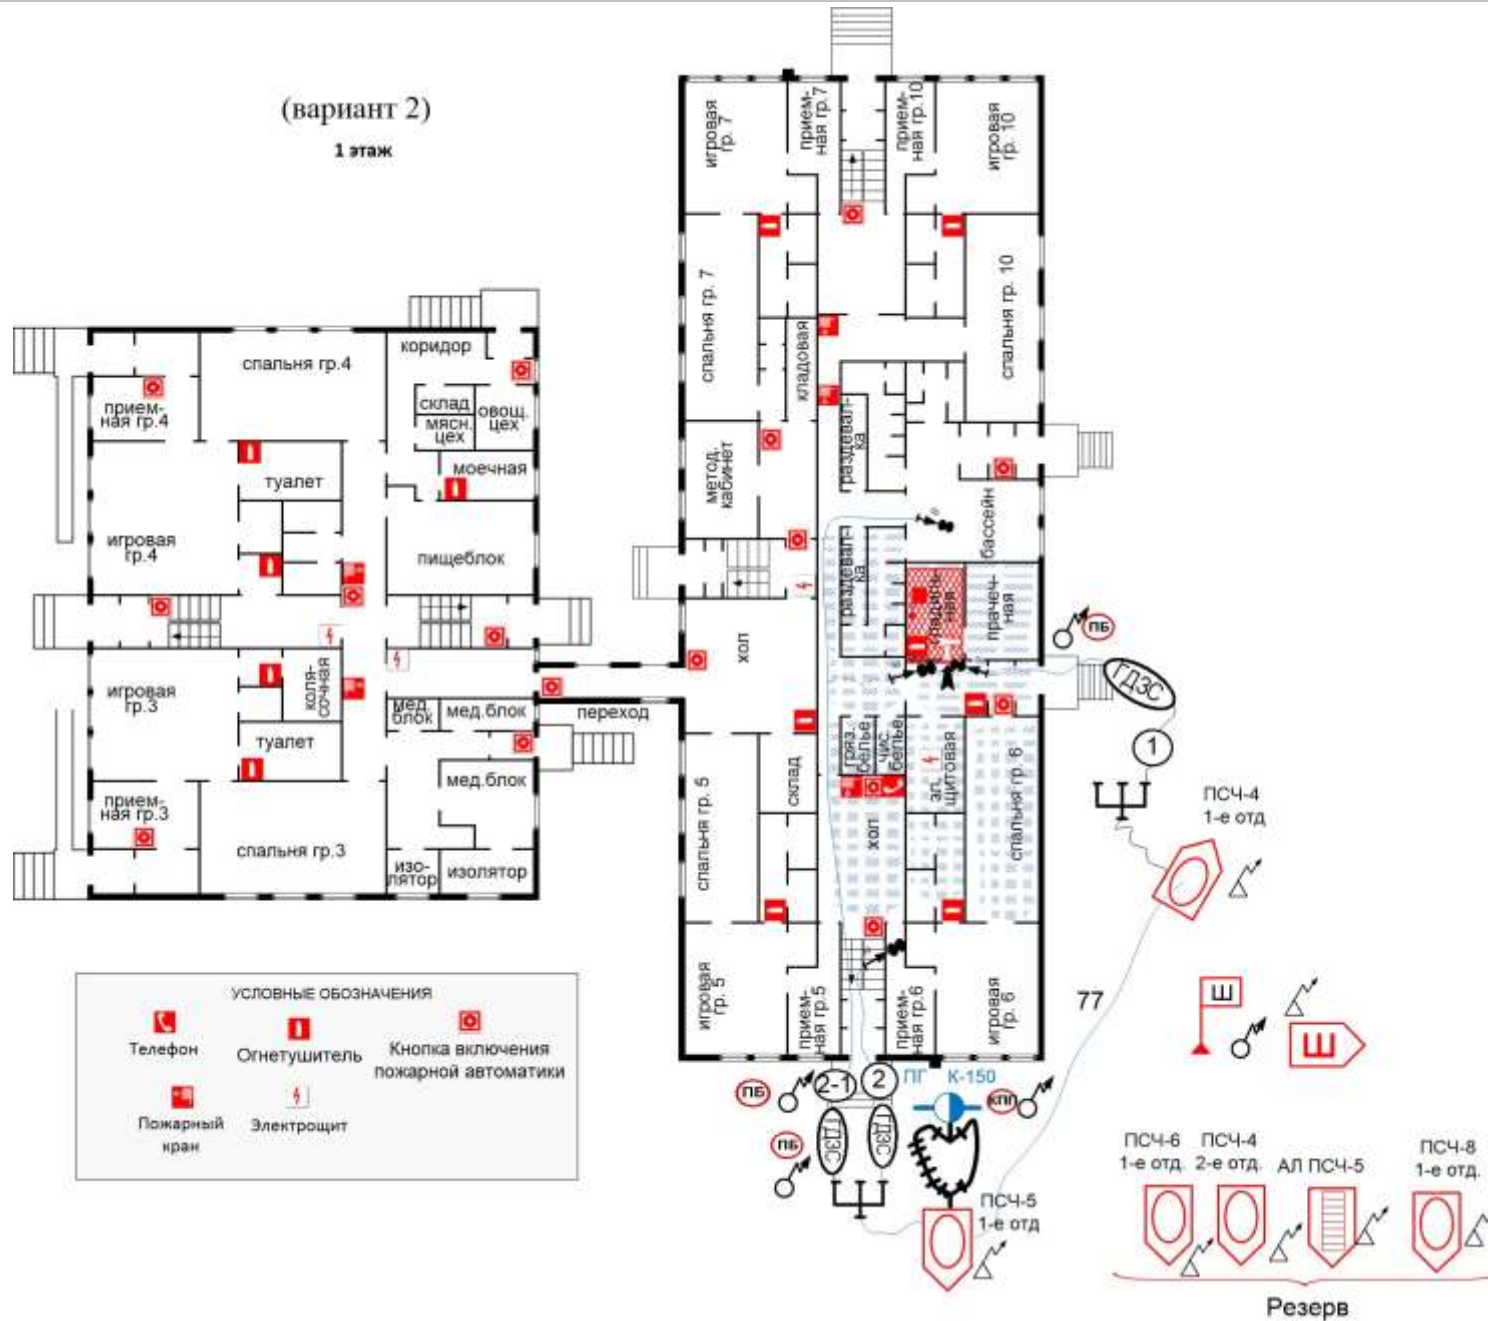 (вариант 2)
1 этаж
спальня гр.4
коридор
прием-
ная гр.4
склад
мясн.
цех
овощ.
цех
туалет
моечная
игровая
гр.4
пищеблок
игровая
гр.3
коля-
сочная
мед.
блок
мед.блок
переход
туалет
мед.блок
прием-
ная гр.3
спальня гр.3
изо-
лятор
изолятор
игровая
гр. 7
прием-
ная гр.7
прием-
ная гр.10
игровая
гр. 10
спальня гр. 7
кладовая
спальня гр. 10
метод.
кабинет
раздевал-
ка
бассейн
раздевал-
ка
прачеч-
ная
хол
гряз.
белье
чис.
белье
эл.
щитовая
склад
спальня гр. 5
хол
спальня гр. 6
игровая
гр. 5
прием-
ная гр.5
прием-
ная гр.6
игровая
гр. 6
ПБ
ГДЗС
1
ПСЧ-4
1-е отд
77
Ш
Ш
ПБ
2-1
2
ПГ К-150
КПП
ПБ
ГДЗС
ГДЗС
ПСЧ-5
1-е отд
ПСЧ-6
1-е отд.
ПСЧ-4
2-е отд.
АЛ ПСЧ-5
ПСЧ-8
1-е отд.
Резерв
УСЛОВНЫЕ ОБОЗНАЧЕНИЯ
Телефон
Огнетушитель
Кнопка включения
пожарной автоматики
Пожарный
кран
Электрощит